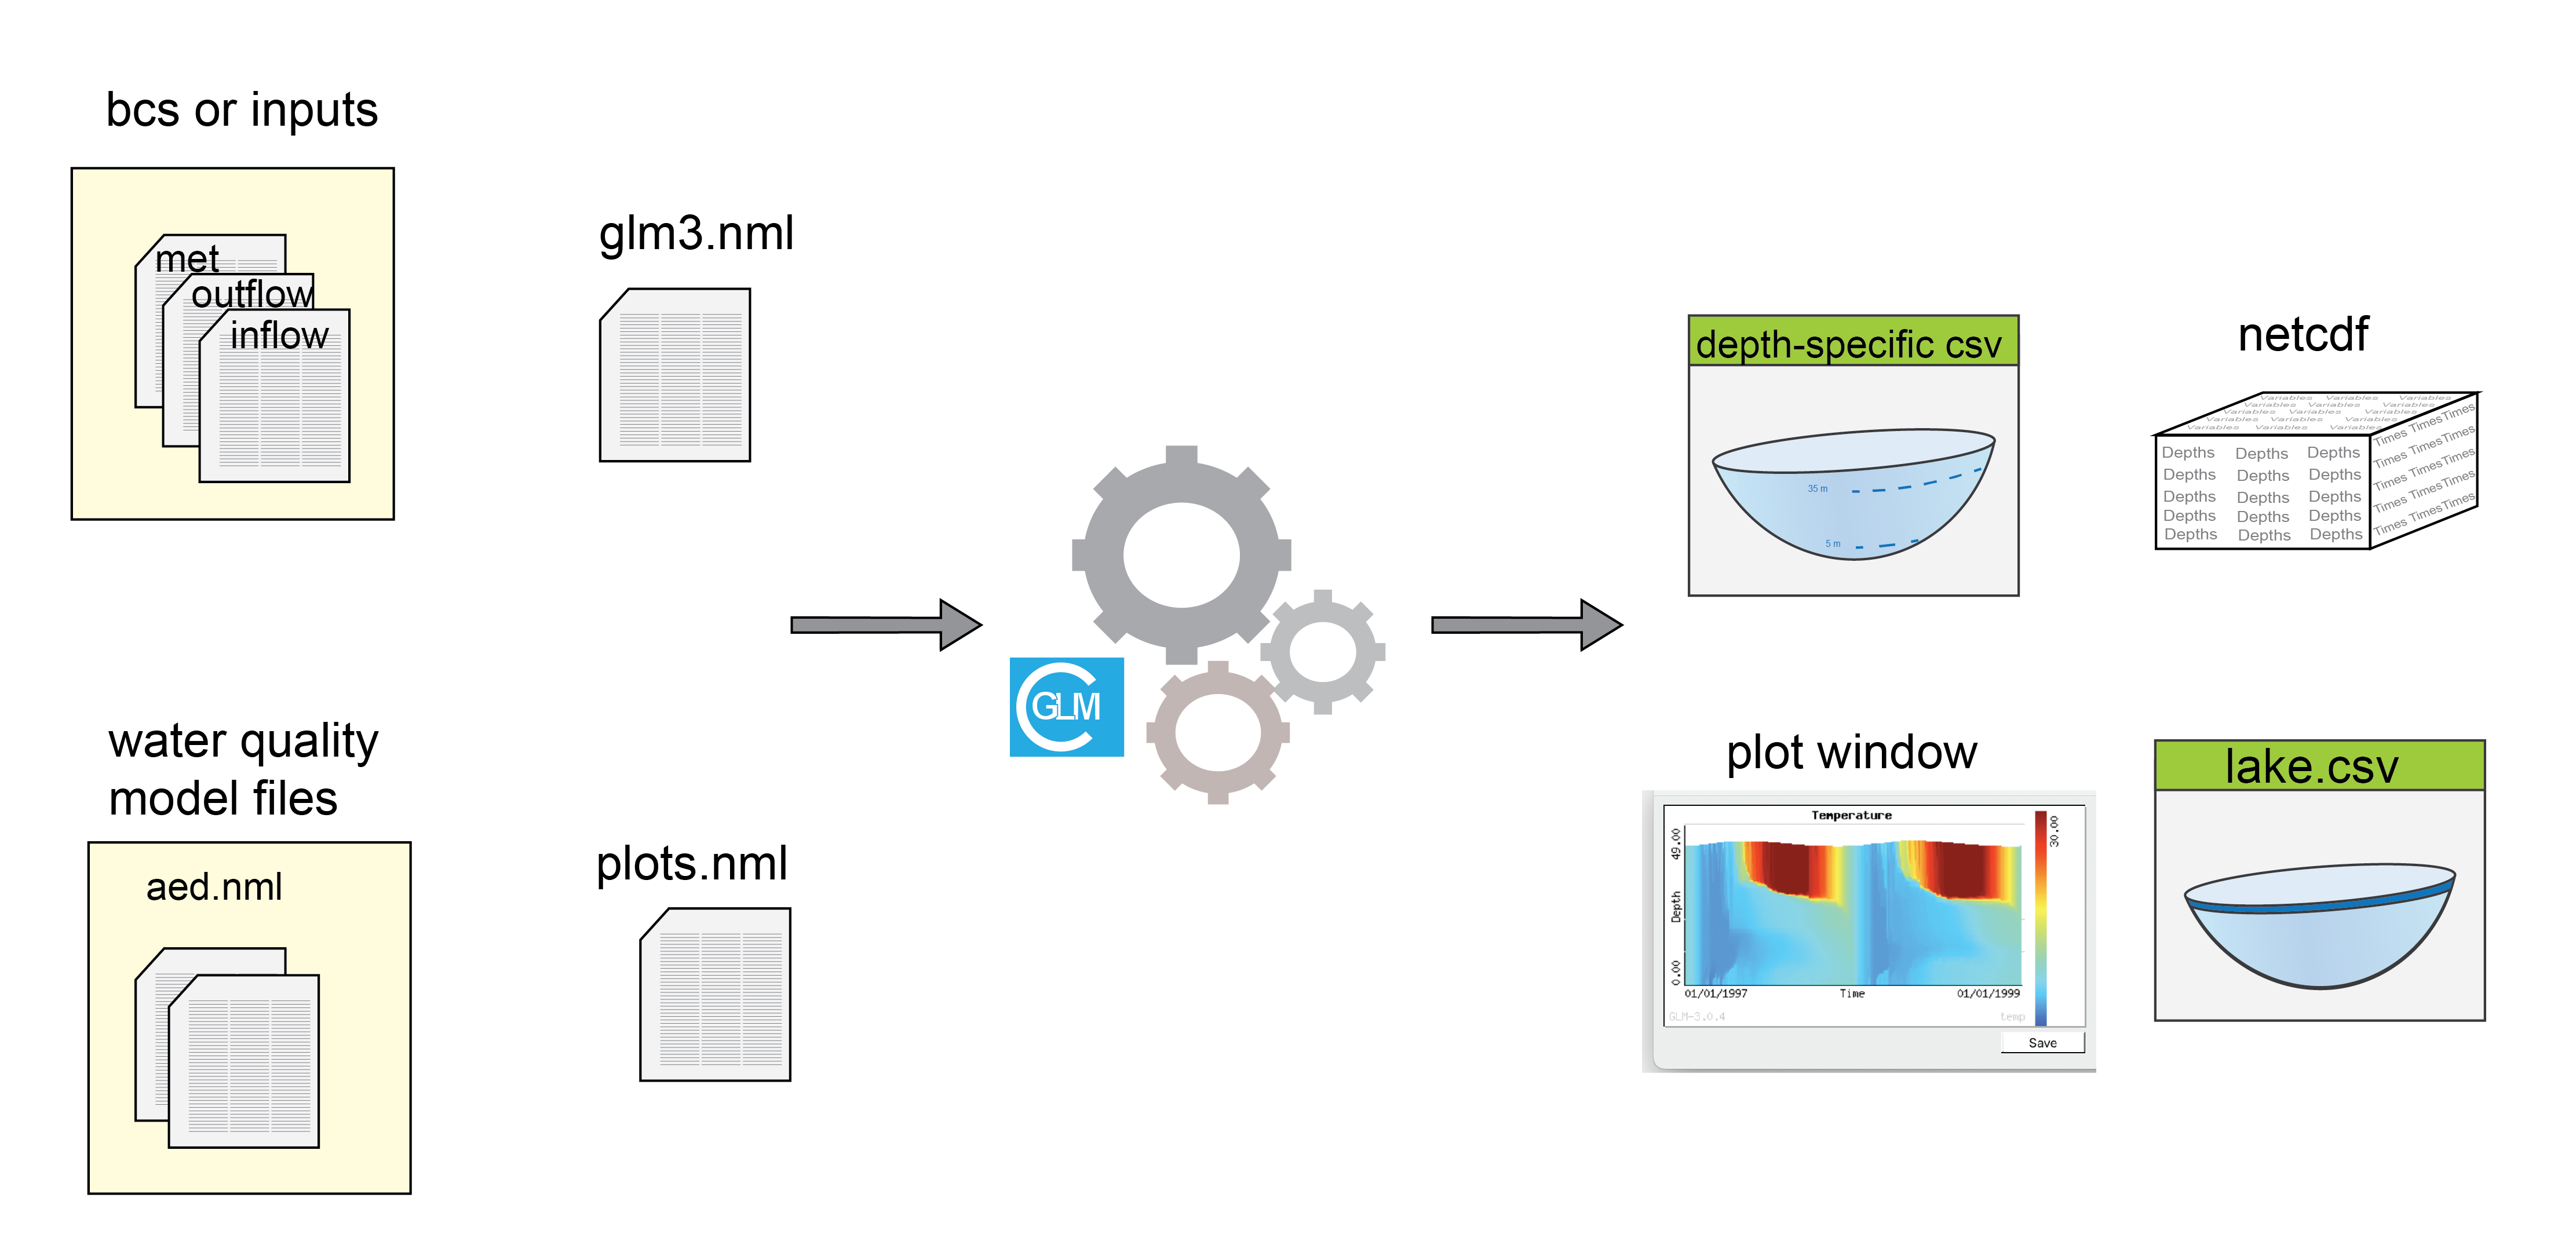 bcs or inputs
met
outflow
inflow
glm3.nml
water quality
model files
aed.nml
plots.nml
GLM
depth-specific csv
35 m
5 m
netcdf
Variables Variables Variables
Variables Variables Variables
Variables Variables Variables
Variables Variables Variables
Variables Variables Variables
Depths Depths Depths
Depths Depths Depths
Depths Depths Depths
Depths Depths Depths
Depths Depths Depths
Times Times Times
Times Times Times
Times Times Times
Times Times Times
Times Times Times
plot window
Temperature
49.00
Depth
0.00
30.00
01/01/1997 Time 01/01/1999
GLM-3.0.4 temp
Save
lake.csv